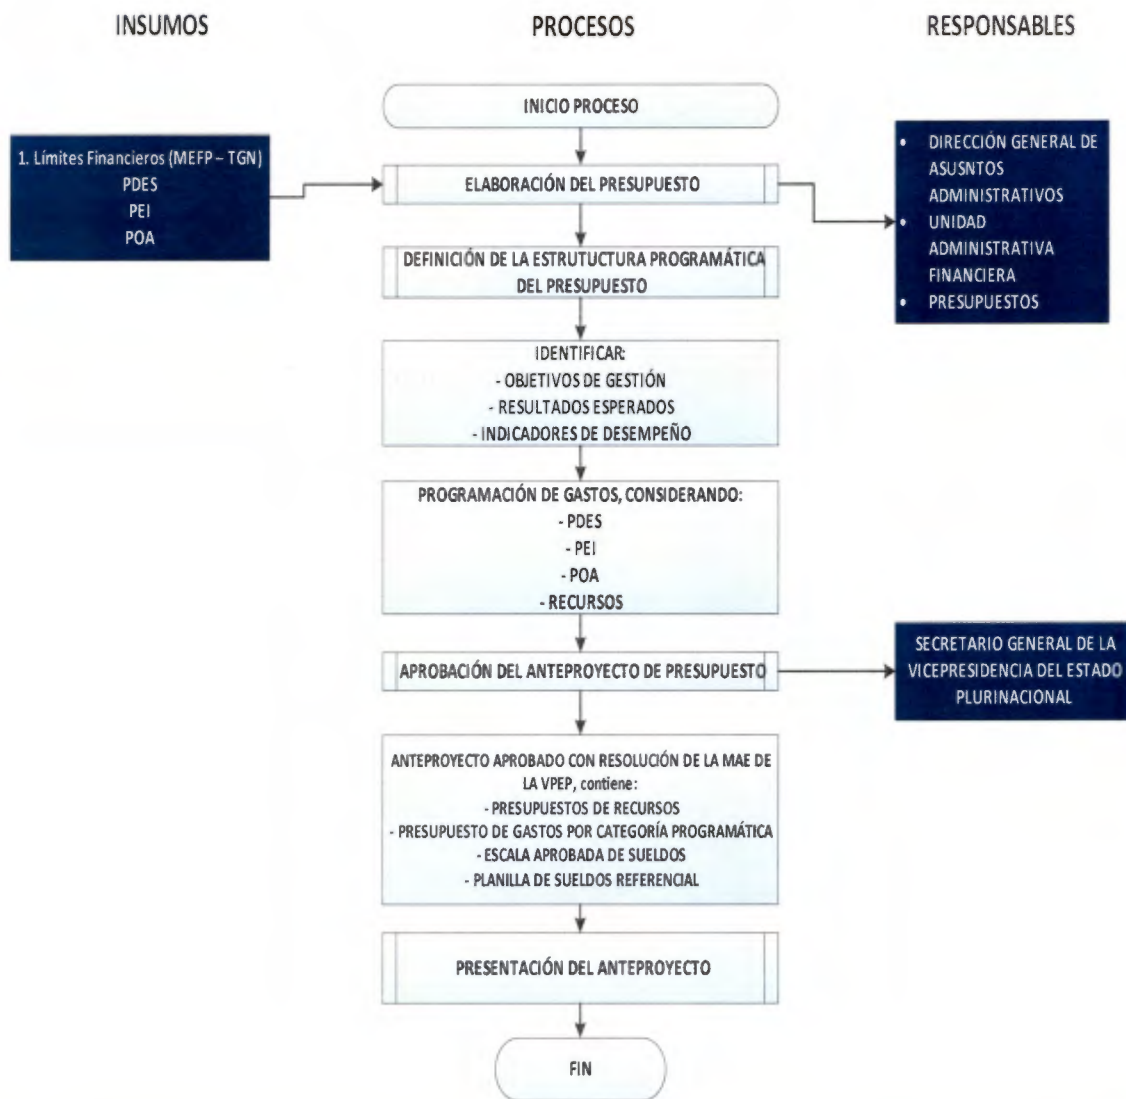 INSUMOS
PROCESOS
RESPONSABLES
INICIO PROCESO
1. Límites Financieros (MEFP – TGN)
PDES
PEI
POA
ELABORACIÓN DEL PRESUPUESTO
• DIRECCIÓN GENERAL DE
ASUSNTOS
ADMINISTRATIVOS
• UNIDAD
ADMINISTRATIVA
FINANCIERA
• PRESUPUESTOS
DEFINICIÓN DE LA ESTRUTUCTURA PROGRAMÁTICA
DEL PRESUPUESTO
IDENTIFICAR:
- OBJETIVOS DE GESTIÓN
- RESULTADOS ESPERADOS
- INDICADORES DE DESEMPEÑO
PROGRAMACIÓN DE GASTOS, CONSIDERANDO:
- PDES
- PEI
- POA
- RECURSOS
APROBACIÓN DEL ANTEPROYECTO DE PRESUPUESTO
SECRETARIO GENERAL DE LA
VICEPRESIDENCIA DEL ESTADO
PLURINACIONAL
ANTEPROYECTO APROBADO CON RESOLUCIÓN DE LA MAE DE
LA VPEP, contiene:
- PRESUPUESTOS DE RECURSOS
- PRESUPUESTO DE GASTOS POR CATEGORÍA PROGRAMÁTICA
- ESCALA APROBADA DE SUELDOS
- PLANILLA DE SUELDOS REFERENCIAL
PRESENTACIÓN DEL ANTEPROYECTO
FIN